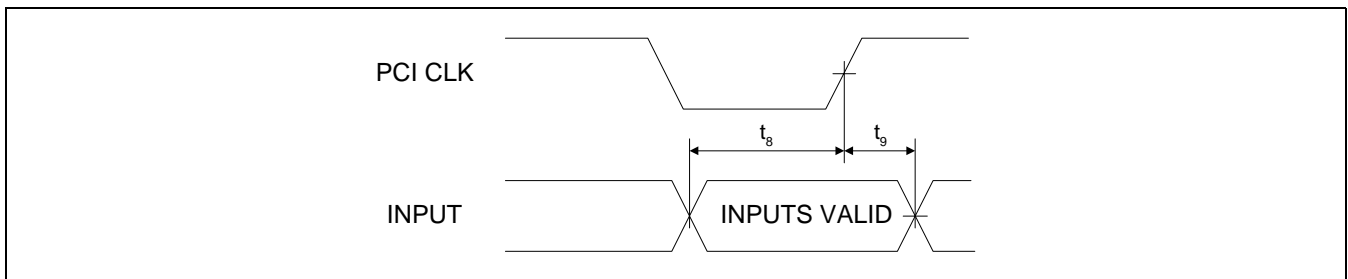 PCI CLK
t8
t9
INPUT
INPUTS VALID